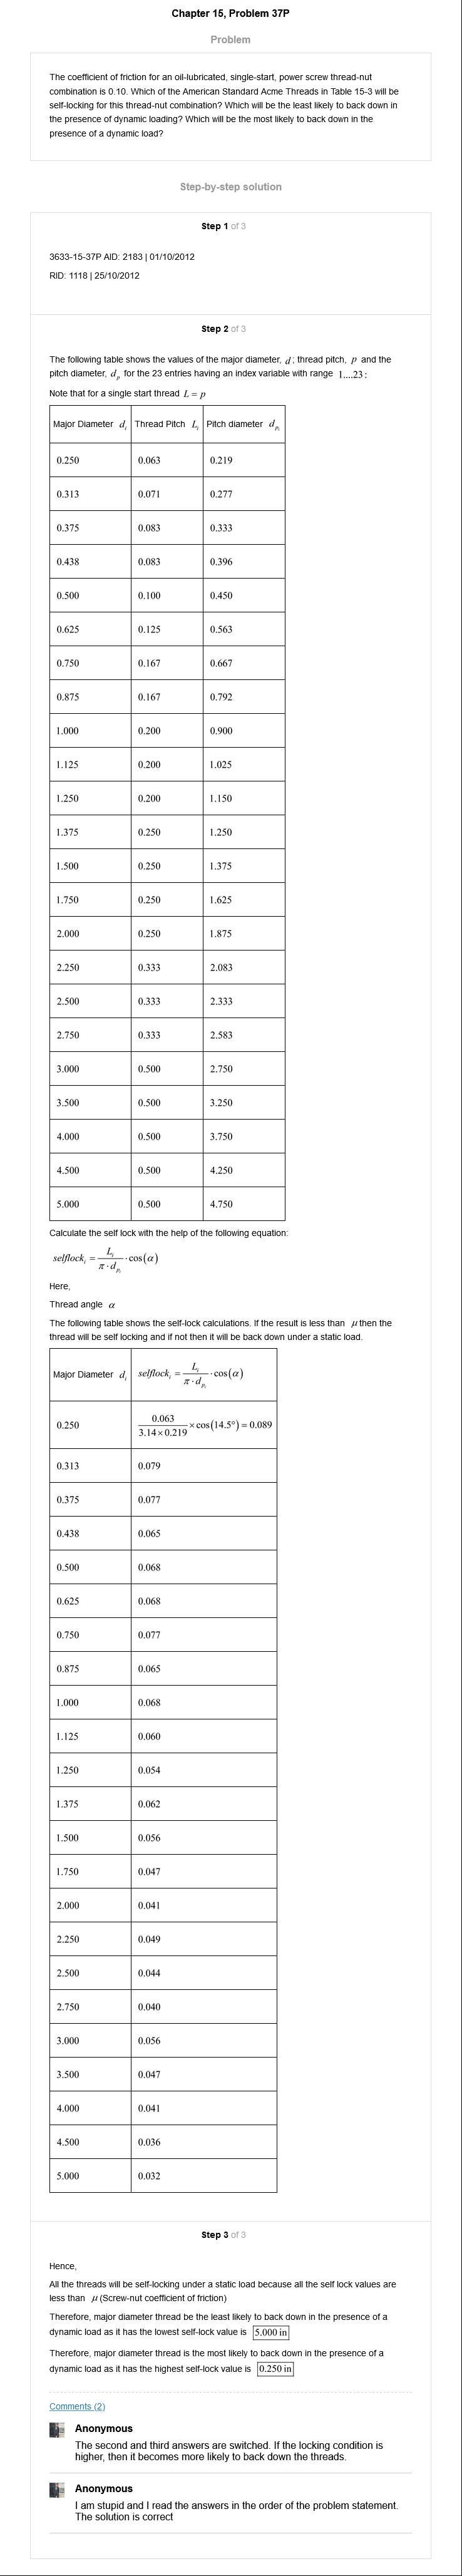 Chapter 15, Problem 37P
Problem
The coefficient of friction for an oil-lubricated, single-start, power screw thread-nut
combination is 0.10. Which of the American Standard Acme Threads in Table 15-3 will be
self-locking for this thread-nut combination? Which will be the least likely to back down in
the presence of dynamic loading? Which will be the most likely to back down in the
presence of a dynamic load?
Step-by-step solution
Step 1 of 3
3633-15-37P AID: 2183 | 01/10/2012
RID: 1118 | 25/10/2012
Step 2 of 3
The following table shows the values of the major diameter, d ; thread pitch, p and the
pitch diameter, d_p for the 23 entries having an index variable with range 1....23 :
Note that for a single start thread L = p
Major Diameter d_i Thread Pitch L_i Pitch diameter d_{p_i}
0.250 0.063 0.219
0.313 0.071 0.277
0.375 0.083 0.333
0.438 0.083 0.396
0.500 0.100 0.450
0.625 0.125 0.563
0.750 0.167 0.667
0.875 0.167 0.792
1.000 0.200 0.900
1.125 0.200 1.025
1.250 0.200 1.150
1.375 0.250 1.250
1.500 0.250 1.375
1.750 0.250 1.625
2.000 0.250 1.875
2.250 0.333 2.083
2.500 0.333 2.333
2.750 0.333 2.583
3.000 0.500 2.750
3.500 0.500 3.250
4.000 0.500 3.750
4.500 0.500 4.250
5.000 0.500 4.750
Calculate the self lock with the help of the following equation:
selflock_i = L_i / (π · d_{p_i}) · cos(α)
Here,
Thread angle α
The following table shows the self-lock calculations. If the result is less than μ then the
thread will be self locking and if not then it will be back down under a static load.
Major Diameter d_i selflock_i = L_i / (π · d_{p_i}) · cos(α)
0.250 0.063 / (3.14 × 0.219) × cos(14.5°) = 0.089
0.313 0.079
0.375 0.077
0.438 0.065
0.500 0.068
0.625 0.068
0.750 0.077
0.875 0.065
1.000 0.068
1.125 0.060
1.250 0.054
1.375 0.062
1.500 0.056
1.750 0.047
2.000 0.041
2.250 0.049
2.500 0.044
2.750 0.040
3.000 0.056
3.500 0.047
4.000 0.041
4.500 0.036
5.000 0.032
Step 3 of 3
Hence,
All the threads will be self-locking under a static load because all the self lock values are
less than μ (Screw-nut coefficient of friction)
Therefore, major diameter thread be the least likely to back down in the presence of a
dynamic load as it has the lowest self-lock value is 5.000 in
Therefore, major diameter thread is the most likely to back down in the presence of a
dynamic load as it has the highest self-lock value is 0.250 in
Comments (2)
Anonymous
The second and third answers are switched. If the locking condition is
higher, then it becomes more likely to back down the threads.
Anonymous
I am stupid and I read the answers in the order of the problem statement.
The solution is correct